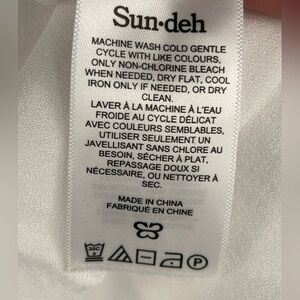 Sun•deh
MACHINE WASH COLD GENTLE
CYCLE WITH LIKE COLOURS,
ONLY NON-CHLORINE BLEACH
WHEN NEEDED, DRY FLAT, COOL
IRON ONLY IF NEEDED, OR DRY
CLEAN.
LAVER À LA MACHINE À L'EAU
FROIDE AU CYCLE DÉLICAT
AVEC COULEURS SEMBLABLES,
UTILISER SEULEMENT UN
JAVELLISANT SANS CHLORE AU
BESOIN, SÉCHER À PLAT,
REPASSAGE DOUX SI
NÉCESSAIRE, OU NETTOYER À
SEC.
MADE IN CHINA
FABRIQUÉ EN CHINE
30C P